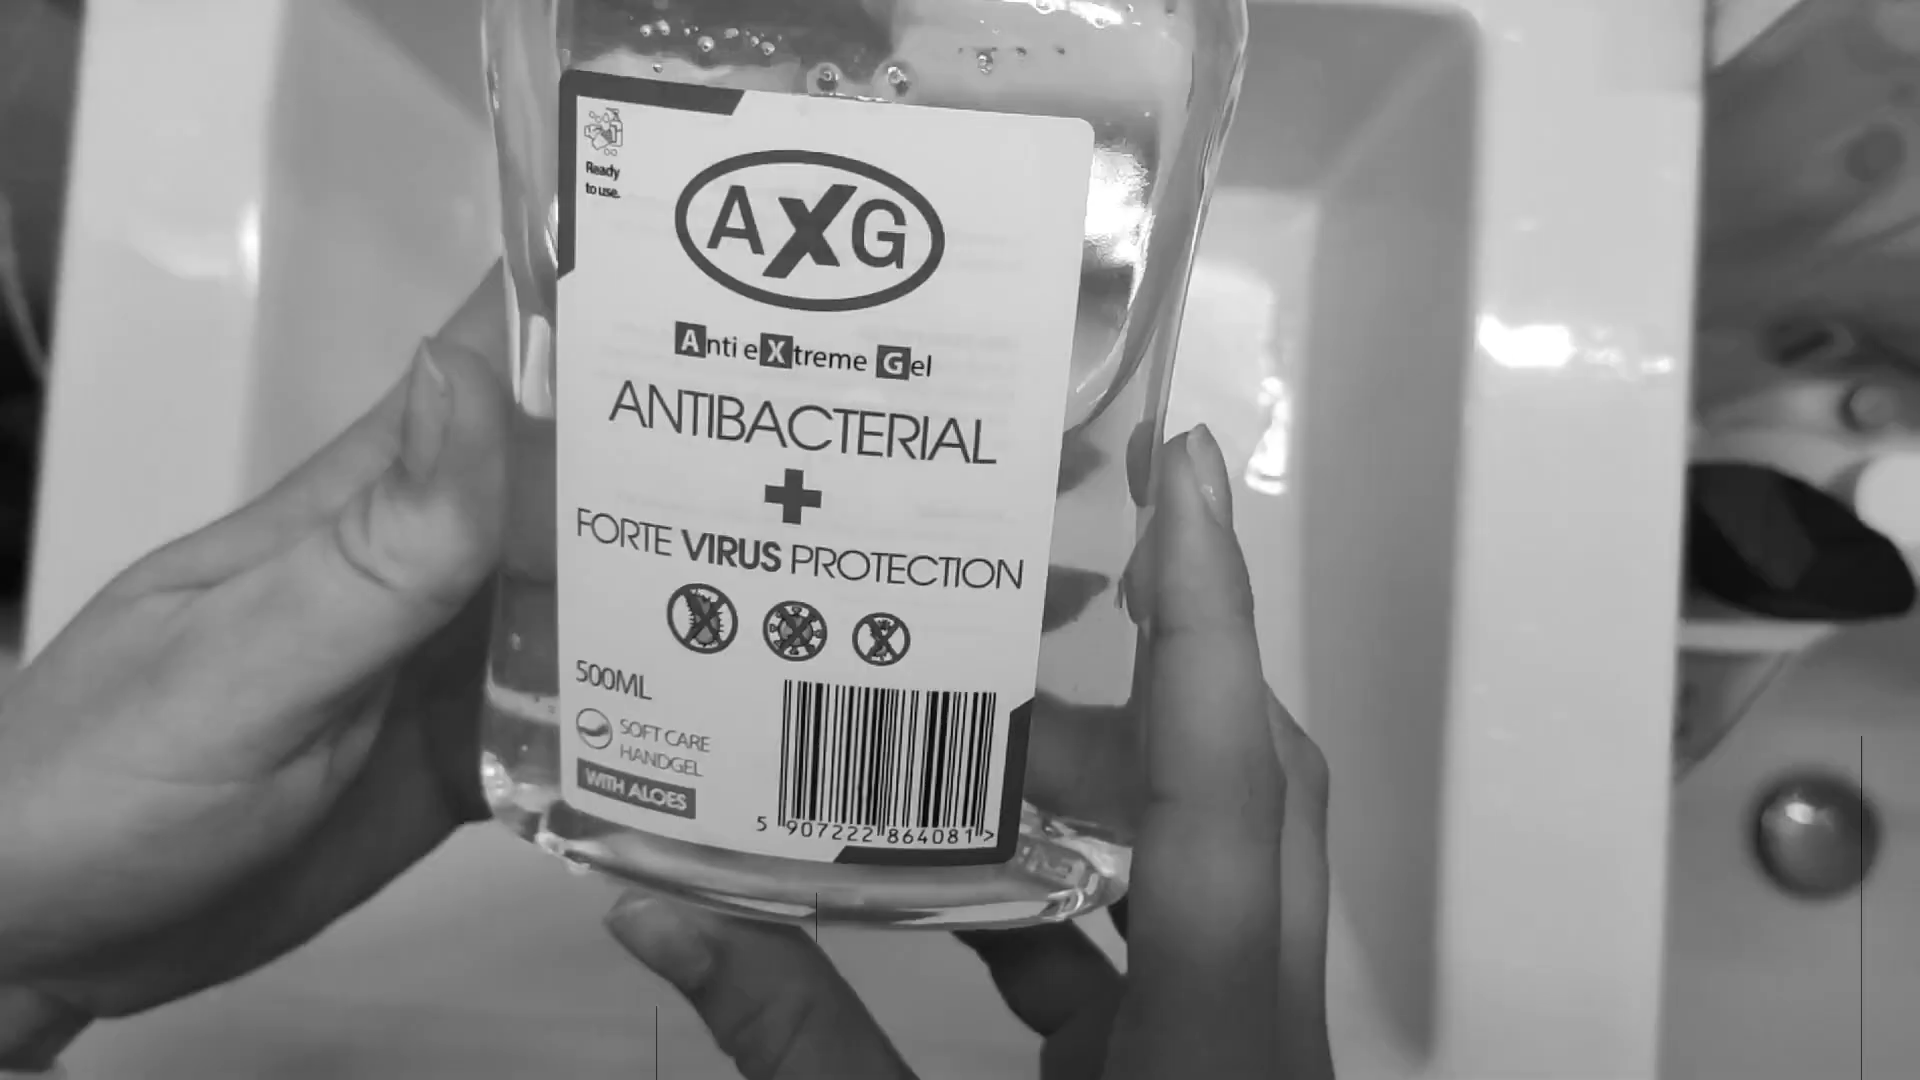 Ready
to use.
AXG
Anti eXtreme Gel
ANTIBACTERIAL
+
FORTE VIRUS PROTECTION
500ML
SOFT CARE
HANDGEL
WITH ALOES
5 907222 864081 >